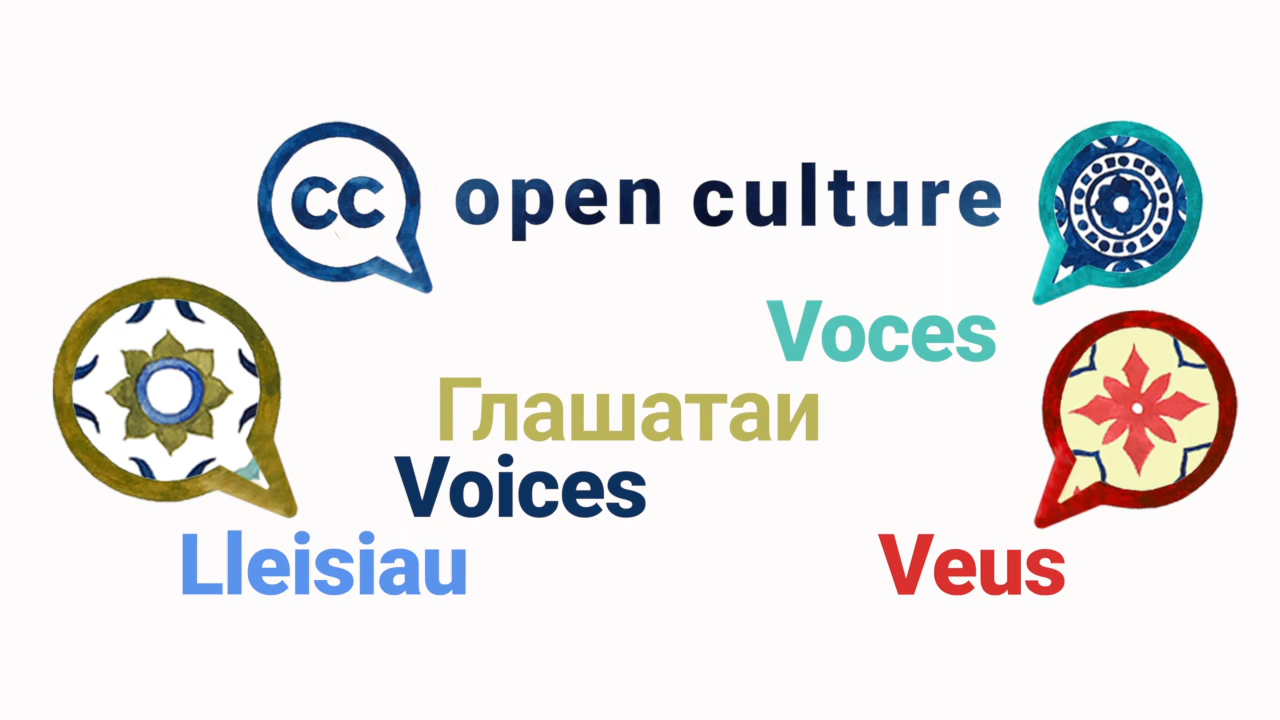 cc open culture
Voces
Глашатаи
Voices
Lleisiau
Veus